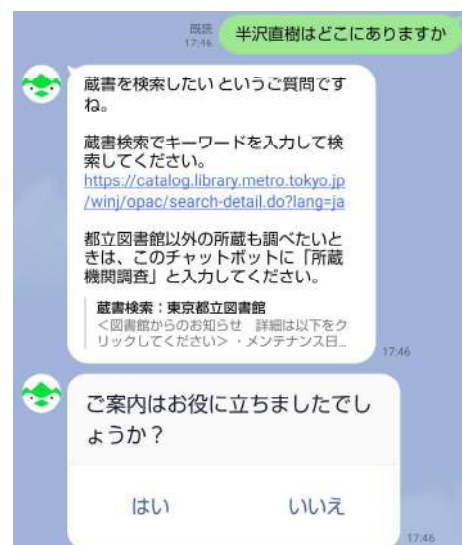 半沢直樹はどこにありますか
既読
17:46
蔵書を検索したい というご質問です
ね。
蔵書検索でキーワードを入力して検
索してください。
https://catalog.library.metro.tokyo.jp
/winj/opac/search-detail.do?lang=ja
都立図書館以外の所蔵も調べたいと
きは、このチャットボットに「所蔵
機関調査」と入力してください。
蔵書検索：東京都立図書館
＜図書館からのお知らせ　詳細は以下をク
リックしてください＞ ・メンテナンス日...
17:46
ご案内はお役に立ちましたでし
ょうか？
はい
いいえ
17:46